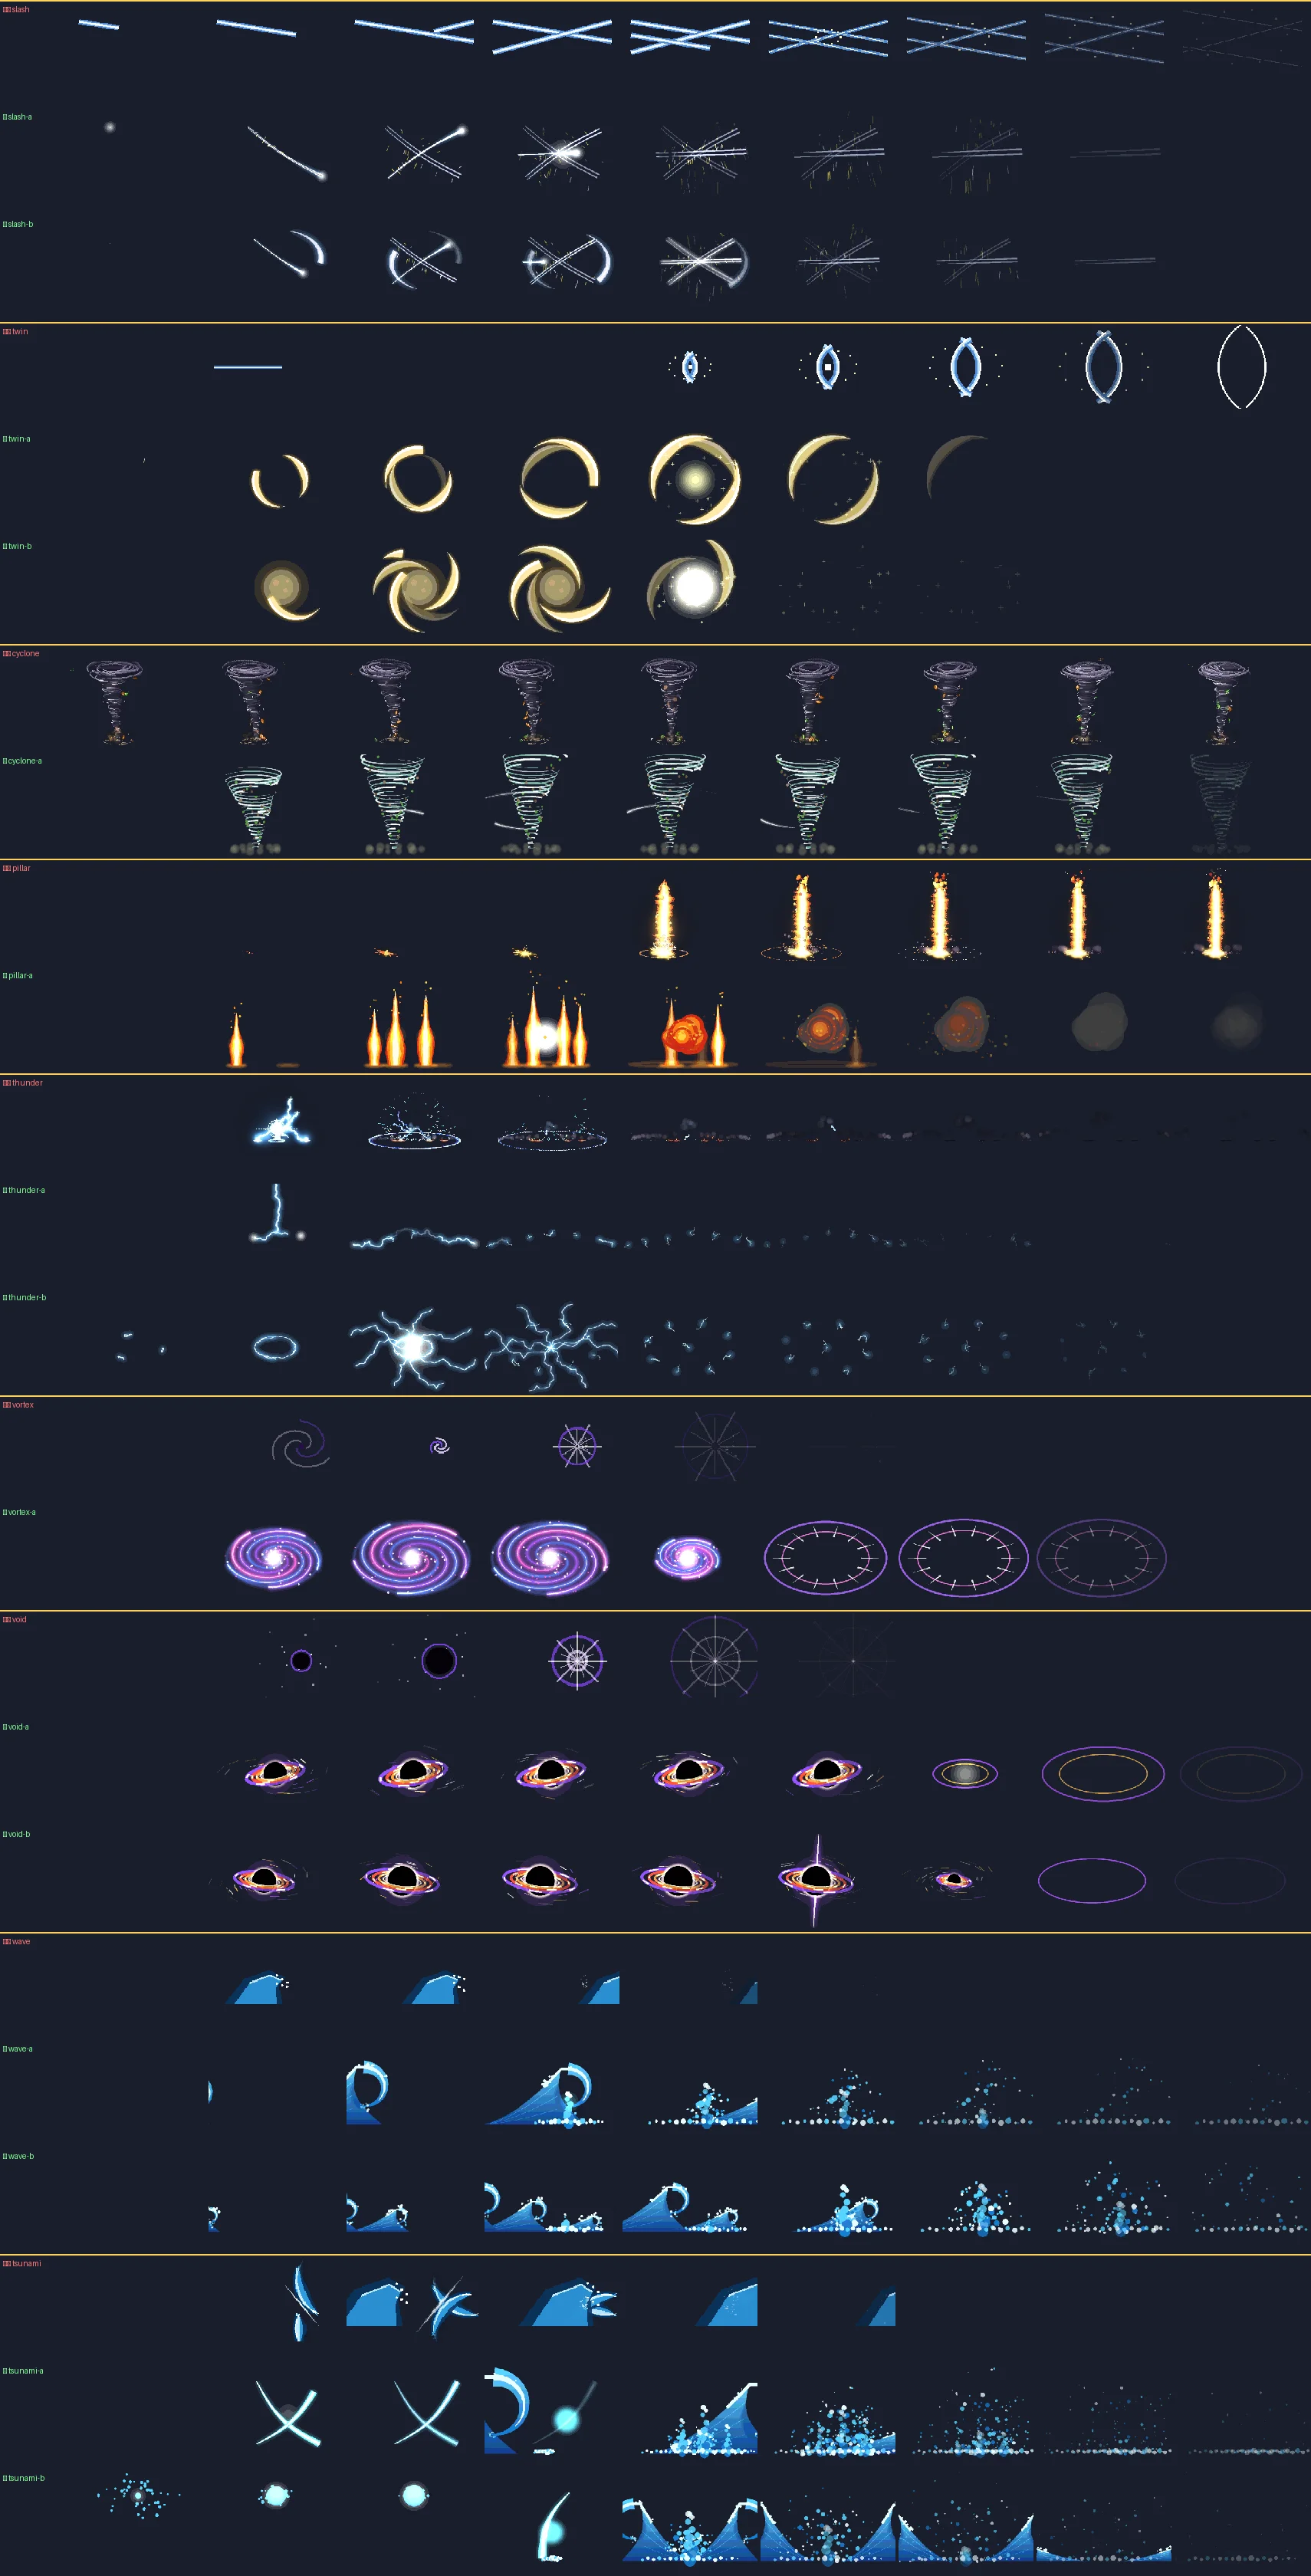 slash
slash-a
slash-b
twin
twin-a
twin-b
cyclone
cyclone-a
pillar
pillar-a
thunder
thunder-a
thunder-b
vortex
vortex-a
void
void-a
void-b
wave
wave-a
wave-b
tsunami
tsunami-a
tsunami-b